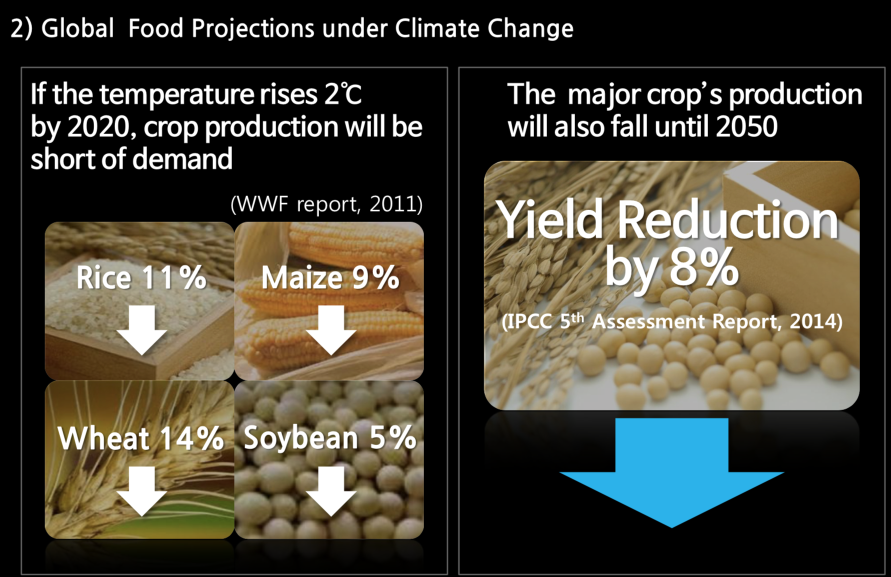 2) Global Food Projections under Climate Change
If the temperature rises 2℃
by 2020, crop production will be
short of demand
(WWF report, 2011)
Rice 11%
Maize 9%
Wheat 14%
Soybean 5%
The major crop's production
will also fall until 2050
Yield Reduction
by 8%
(IPCC 5th Assessment Report, 2014)